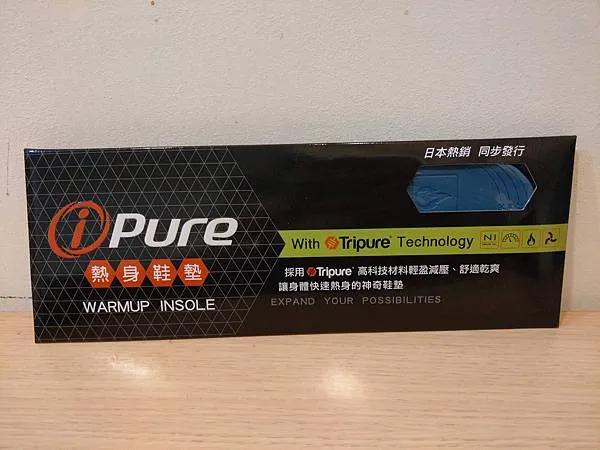 日本熱銷 同步發行
iPure
With Tripure® Technology
NI
熱身鞋墊
採用 Tripure® 高科技材料輕盈減壓、舒適乾爽
讓身體快速熱身的神奇鞋墊
WARMUP INSOLE
EXPAND YOUR POSSIBILITIES